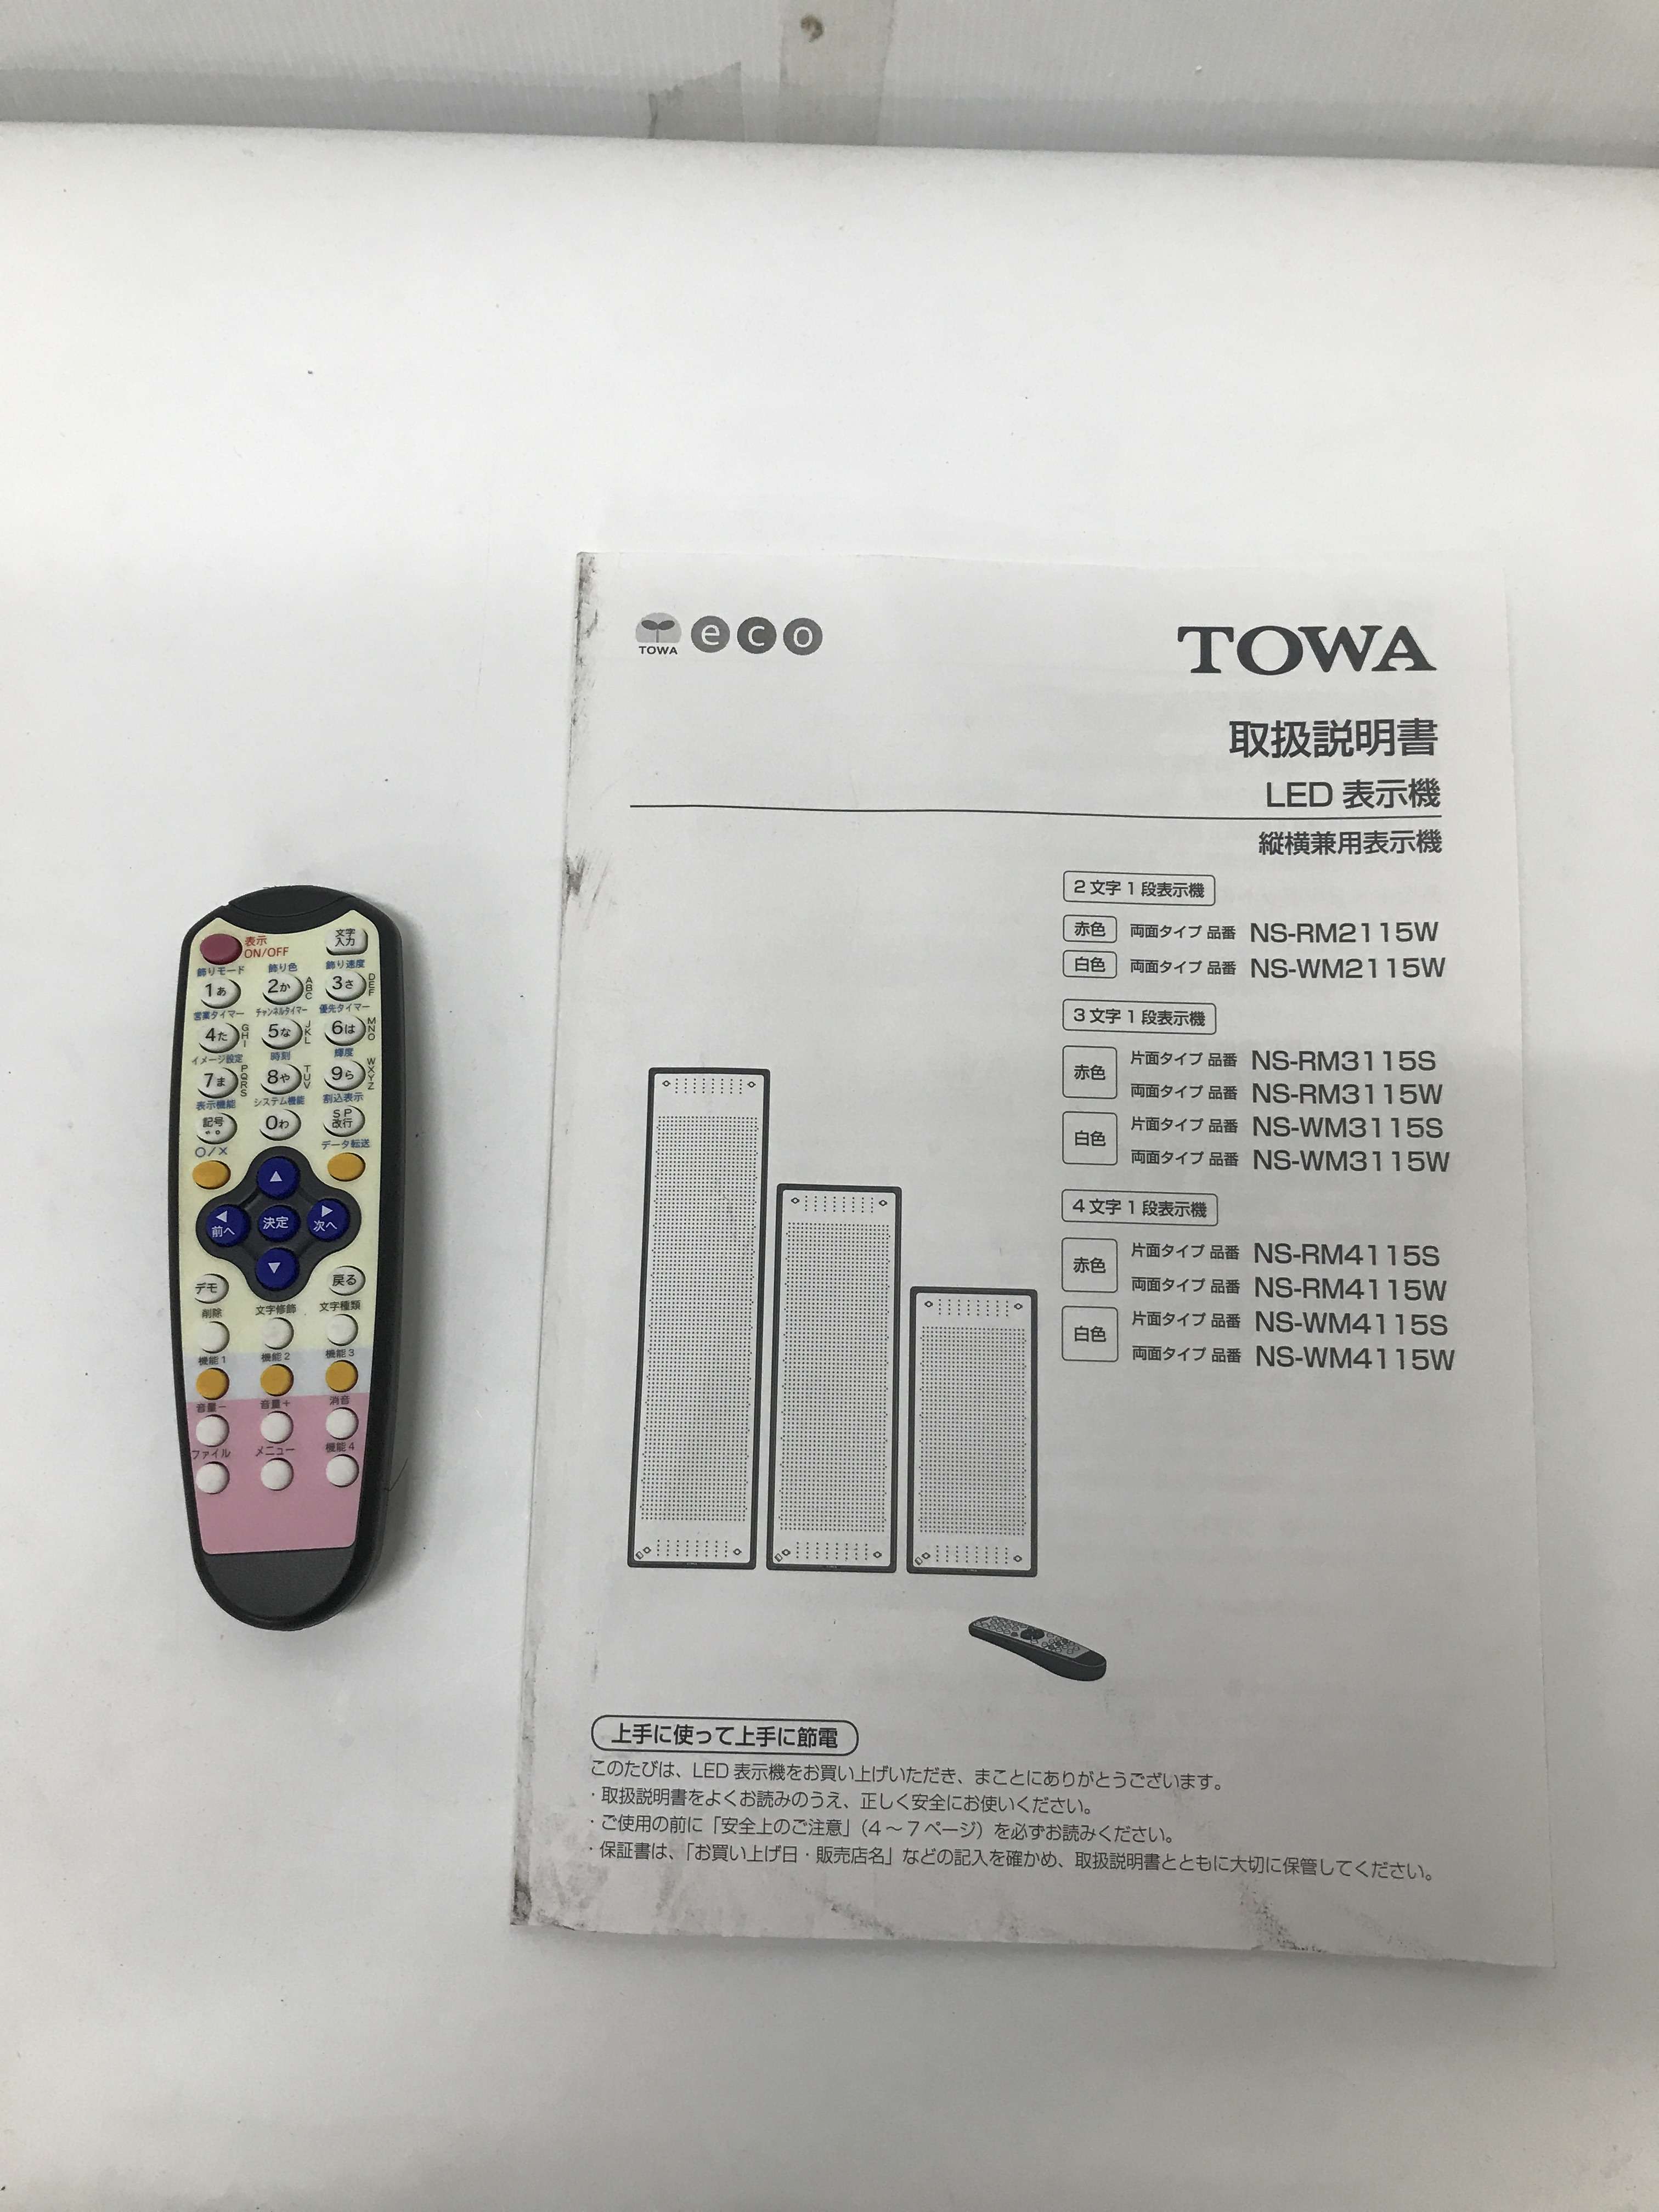 表示
ON/OFF
文字
入力
飾りモード 飾り色 飾り速度
1あ 2か ABC 3さ DEF
営業タイマー チャンネルタイマー 優先タイマー
4た GHI 5な JKL 6は MNO
イメージ設定 時刻 輝度
7ま PQRS 8や TUV 9ら WXYZ
表示機能 システム機能 割込表示
記号 ゛゜ 0わ SP 改行
○/× データ転送
▲
◀ 前へ 決定 ▶ 次へ
▼
デモ 戻る
削除 文字修飾 文字種類
機能1 機能2 機能3
音量− 音量+ 消音
ファイル メニュー 機能4
TOWA eco
TOWA
取扱説明書
LED 表示機
縦横兼用表示機
2文字1段表示機
赤色 両面タイプ 品番 NS-RM2115W
白色 両面タイプ 品番 NS-WM2115W
3文字1段表示機
赤色 片面タイプ 品番 NS-RM3115S
両面タイプ 品番 NS-RM3115W
白色 片面タイプ 品番 NS-WM3115S
両面タイプ 品番 NS-WM3115W
4文字1段表示機
赤色 片面タイプ 品番 NS-RM4115S
両面タイプ 品番 NS-RM4115W
白色 片面タイプ 品番 NS-WM4115S
両面タイプ 品番 NS-WM4115W
上手に使って上手に節電
このたびは、LED 表示機をお買い上げいただき、まことにありがとうございます。
・取扱説明書をよくお読みのうえ、正しく安全にお使いください。
・ご使用の前に「安全上のご注意」（4～7ページ）を必ずお読みください。
・保証書は、「お買い上げ日・販売店名」などの記入を確かめ、取扱説明書とともに大切に保管してください。